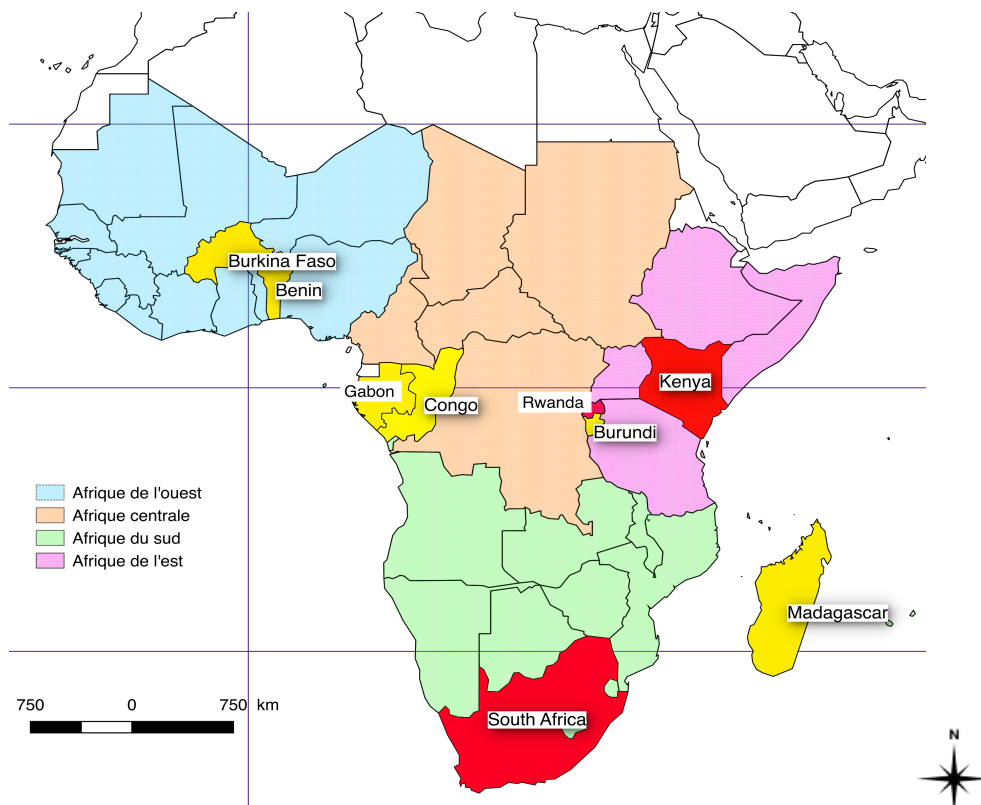 Burkina Faso
Benin
Gabon
Congo
Rwanda
Kenya
Burundi
Afrique de l'ouest
Afrique centrale
Afrique du sud
Afrique de l'est
Madagascar
750 0 750 km
South Africa
N